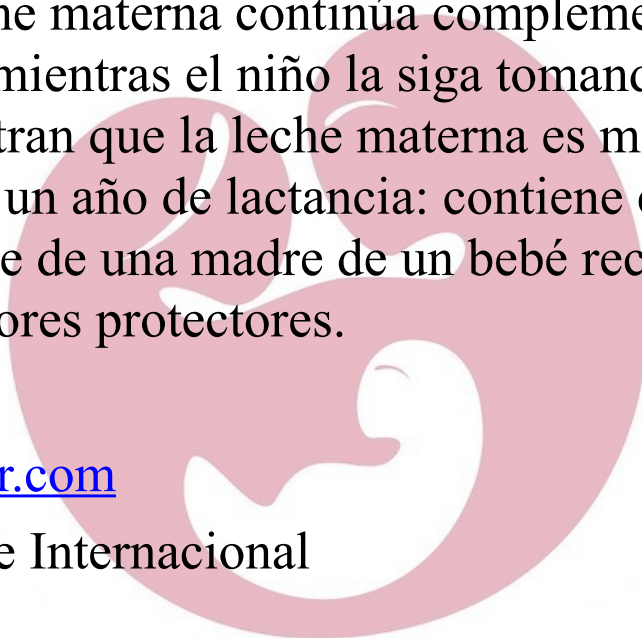 he materna continúa compleme
mientras el niño la siga tomand
tran que la leche materna es m
un año de lactancia: contiene
e de una madre de un bebé rec
ores protectores.
r.com
e Internacional